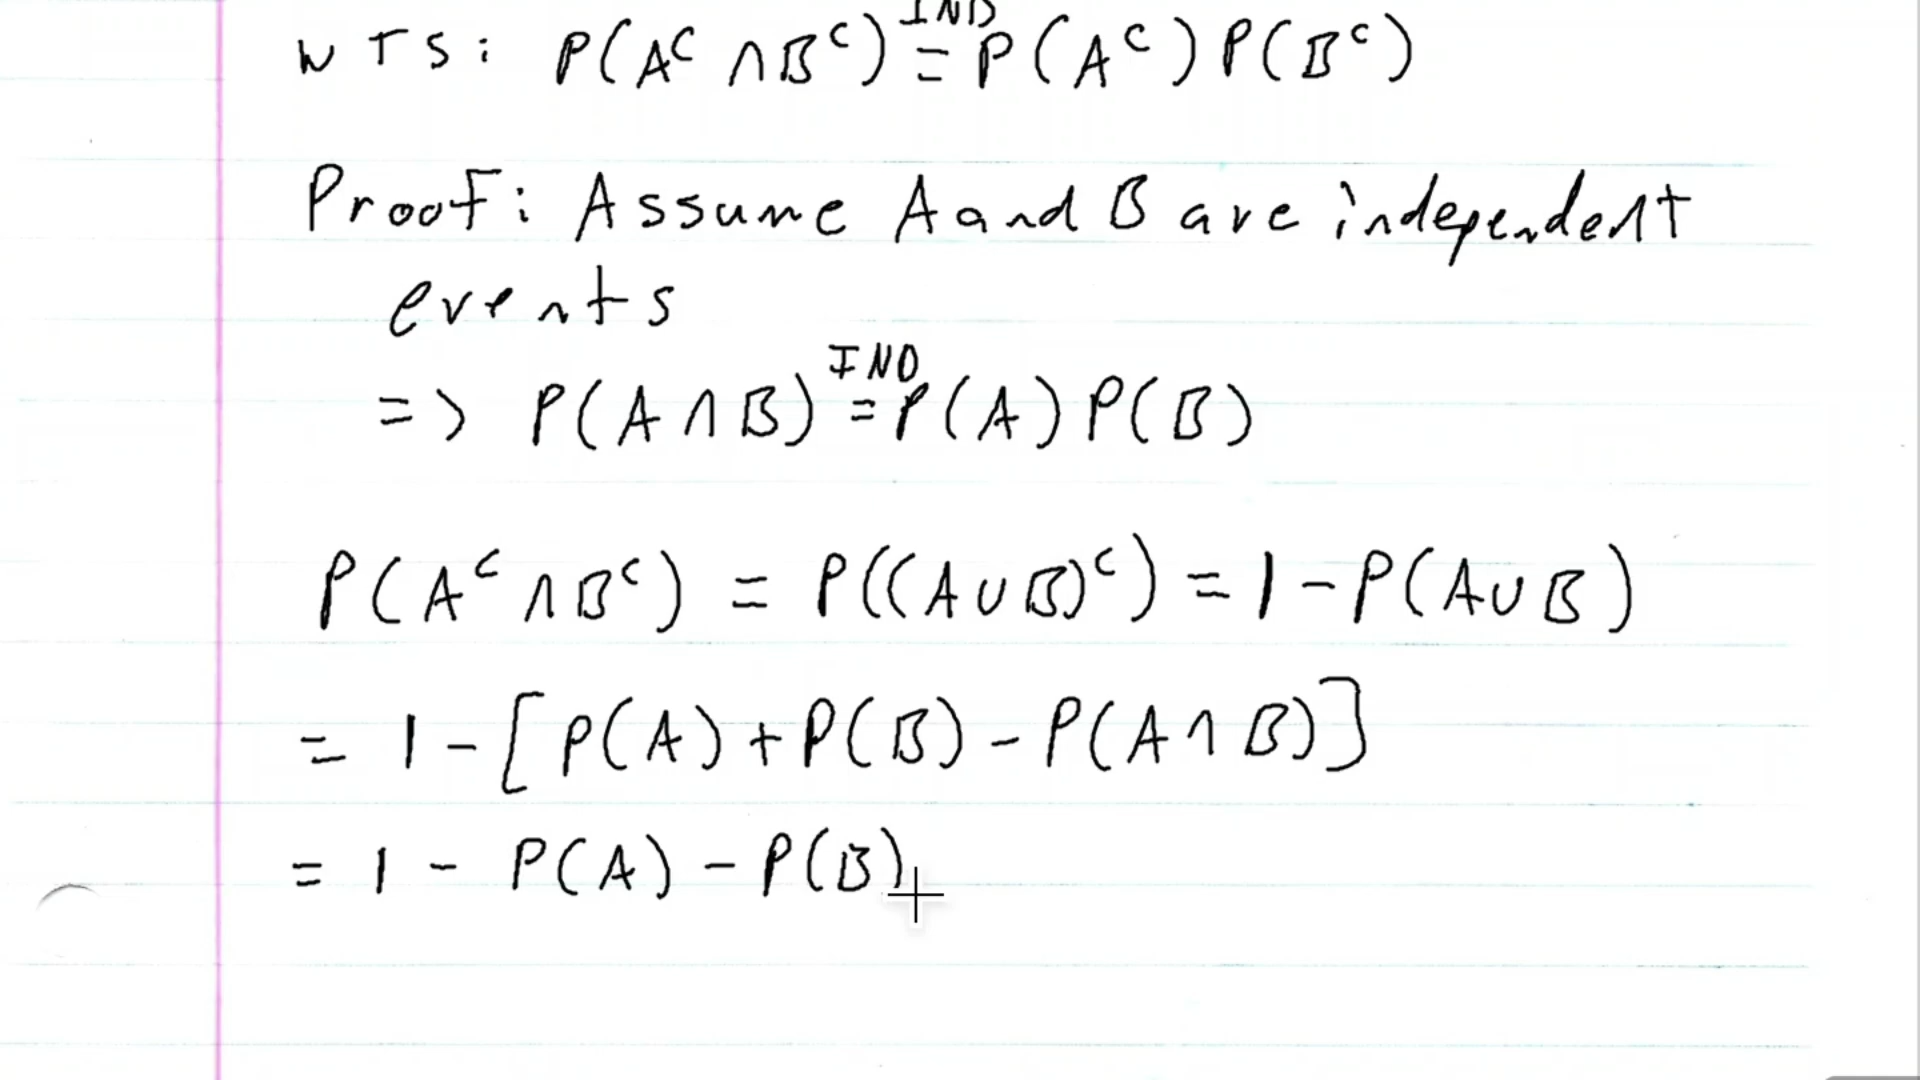 WTS: P(A^C ∩ B^C) =^{IND} P(A^C)P(B^C)
Proof: Assume A and B are independent
events
=> P(A ∩ B) =^{IND} P(A)P(B)
P(A^C ∩ B^C) = P((A ∪ B)^C) = 1 - P(A ∪ B)
= 1 - [P(A) + P(B) - P(A ∩ B)]
= 1 - P(A) - P(B)